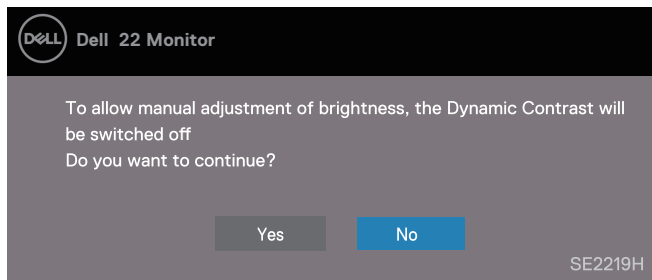 DELL
Dell 22 Monitor
To allow manual adjustment of brightness, the Dynamic Contrast will
be switched off
Do you want to continue?
Yes
No
SE2219H